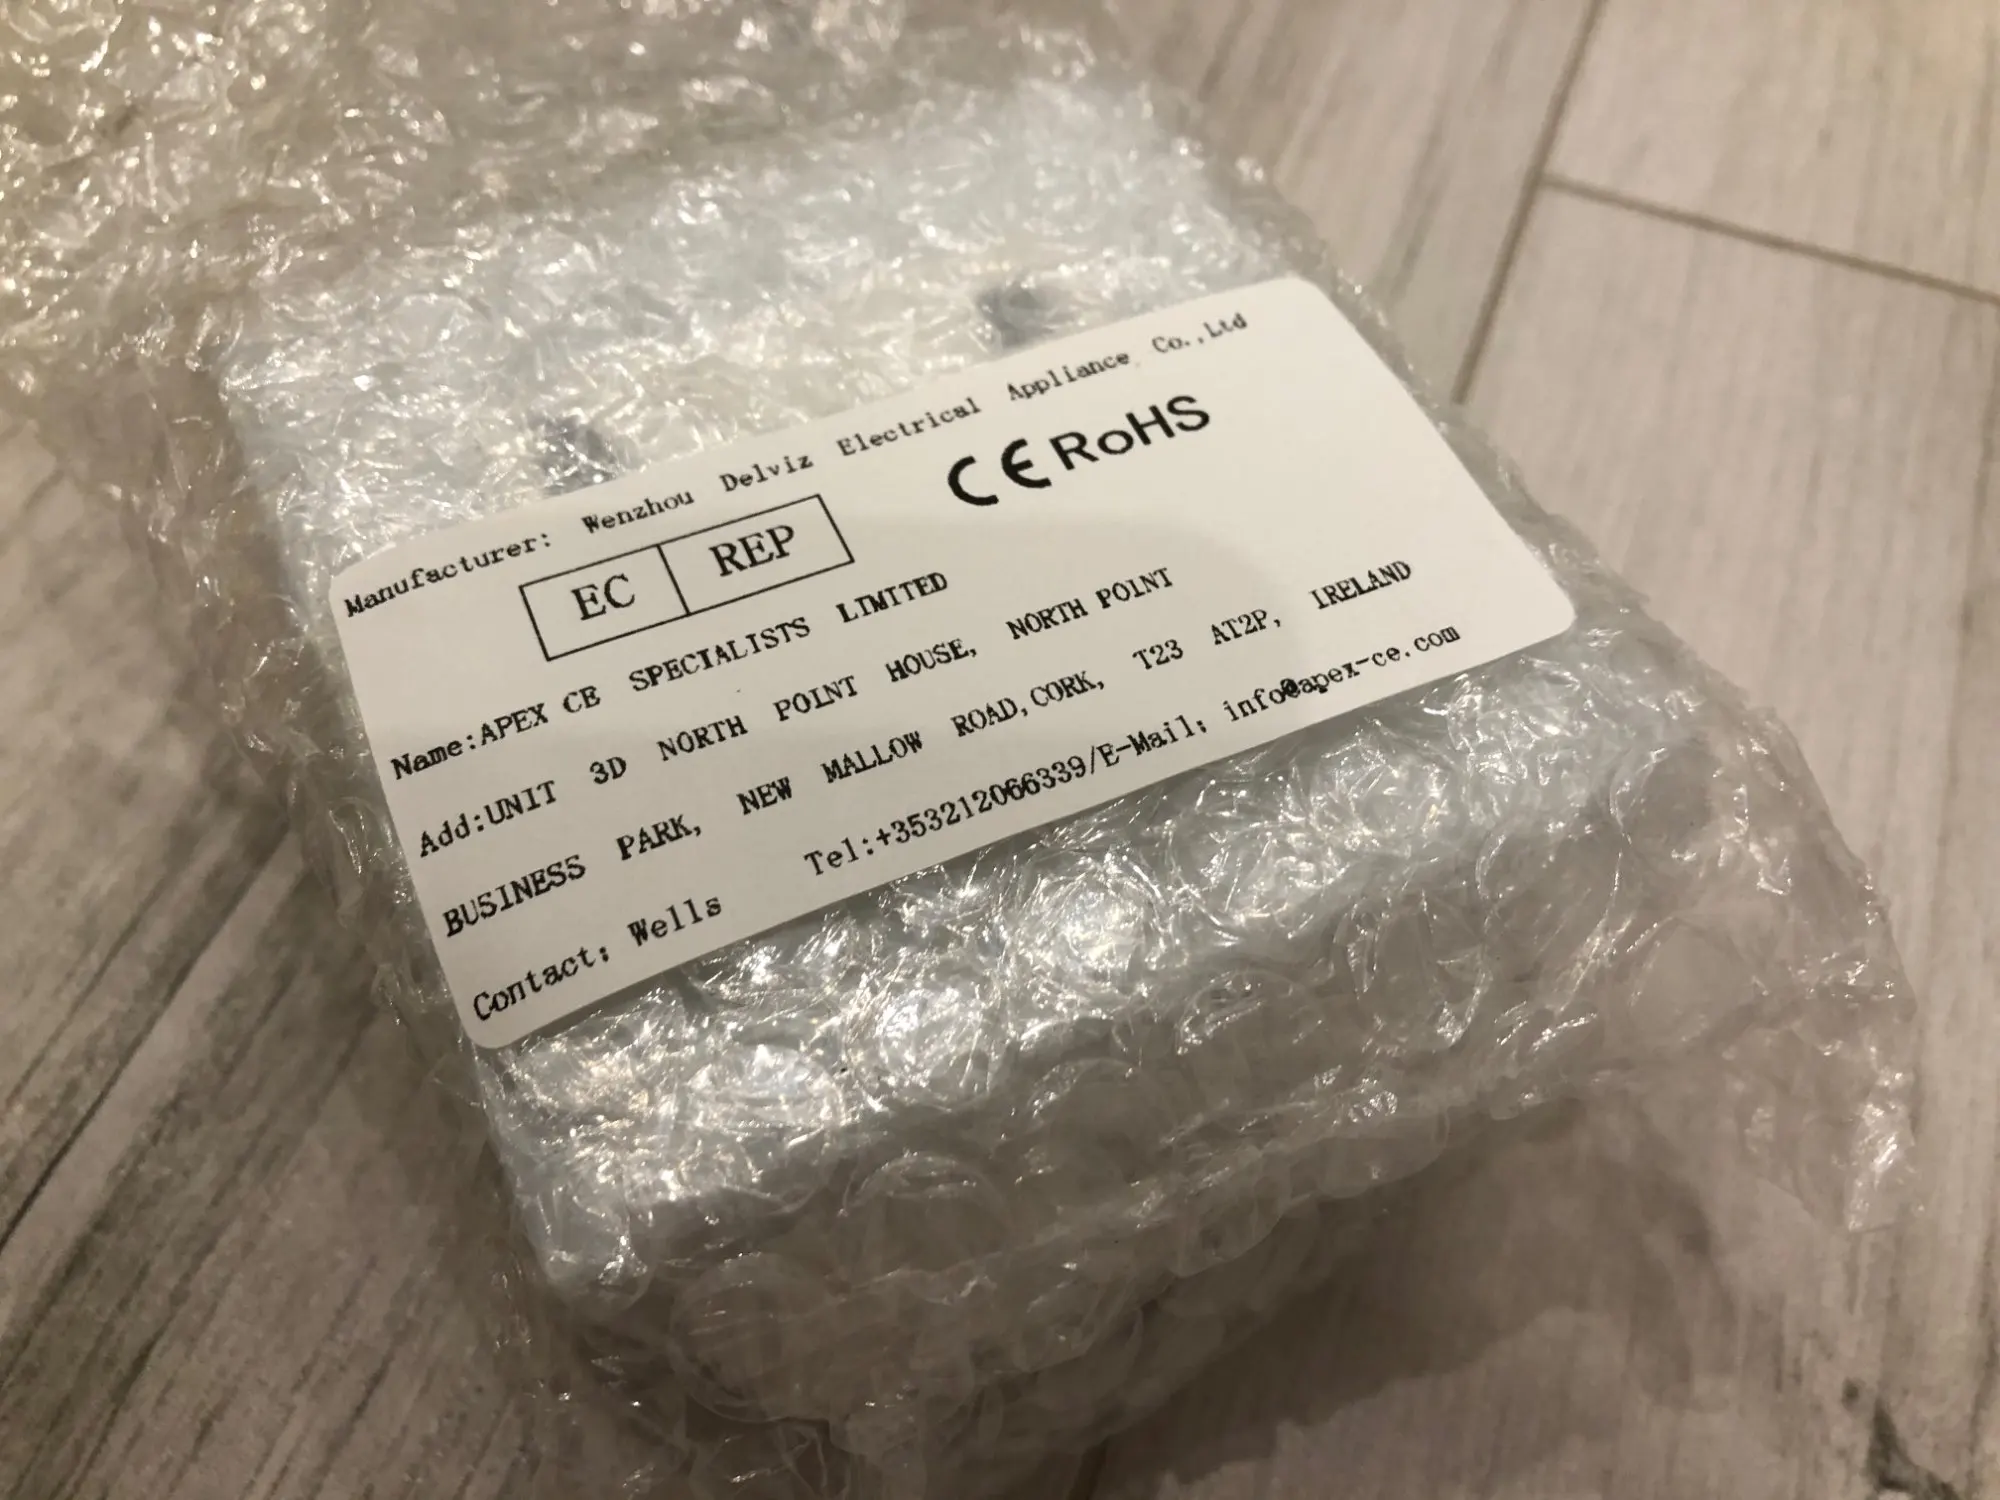 Manufacturer: Wenzhou Delviz Electrical Appliance Co.,Ltd
EC REP
CE RoHS
Name:APEX CE SPECIALISTS LIMITED
Add:UNIT 3D NORTH POINT HOUSE, NORTH POINT
BUSINESS PARK, NEW MALLOW ROAD,CORK, T23 AT2P, IRELAND
Contact: Wells Tel:+353212066339/E-Mail: info@apex-ce.com